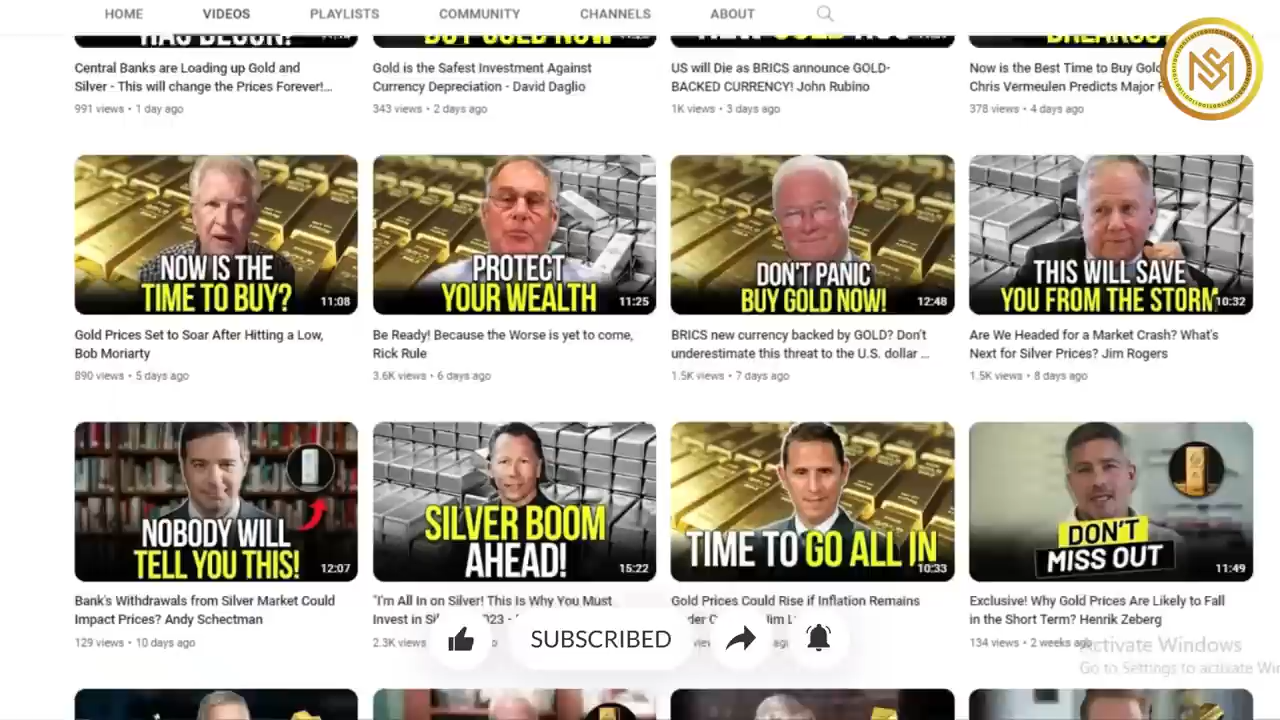 HOME VIDEOS PLAYLISTS COMMUNITY CHANNELS ABOUT
HAS BEGUN!
BUY GOLD NOW
Central Banks are Loading up Gold and
Silver - This will change the Prices Forever!...
991 views • 1 day ago
Gold is the Safest Investment Against
Currency Depreciation - David Daglio
343 views • 2 days ago
US will Die as BRICS announce GOLD-
BACKED CURRENCY! John Rubino
1K views • 3 days ago
Now is the Best Time to Buy Gold
Chris Vermeulen Predicts Major
378 views • 4 days ago
NOW IS THE
TIME TO BUY?
11:08
Gold Prices Set to Soar After Hitting a Low,
Bob Moriarty
890 views • 5 days ago
PROTECT
YOUR WEALTH
11:25
Be Ready! Because the Worse is yet to come,
Rick Rule
3.6K views • 6 days ago
DON'T PANIC
BUY GOLD NOW!
12:48
BRICS new currency backed by GOLD? Don't
underestimate this threat to the U.S. dollar ...
1.5K views • 7 days ago
THIS WILL SAVE
YOU FROM THE STORM
10:32
Are We Headed for a Market Crash? What's
Next for Silver Prices? Jim Rogers
1.5K views • 8 days ago
NOBODY WILL
TELL YOU THIS!
12:07
Bank's Withdrawals from Silver Market Could
Impact Prices? Andy Schectman
129 views • 10 days ago
SILVER BOOM
AHEAD!
15:22
"I'm All In on Silver! This Is Why You Must
Invest in
2.3K views
TIME TO GO ALL IN
10:33
Gold Prices Could Rise if Inflation Remains
DON'T
MISS OUT
11:49
Exclusive! Why Gold Prices Are Likely to Fall
in the Short Term? Henrik Zeberg
134 views • 2 weeks ago
SUBSCRIBED
Activate Windows
Go to Settings to activate Win